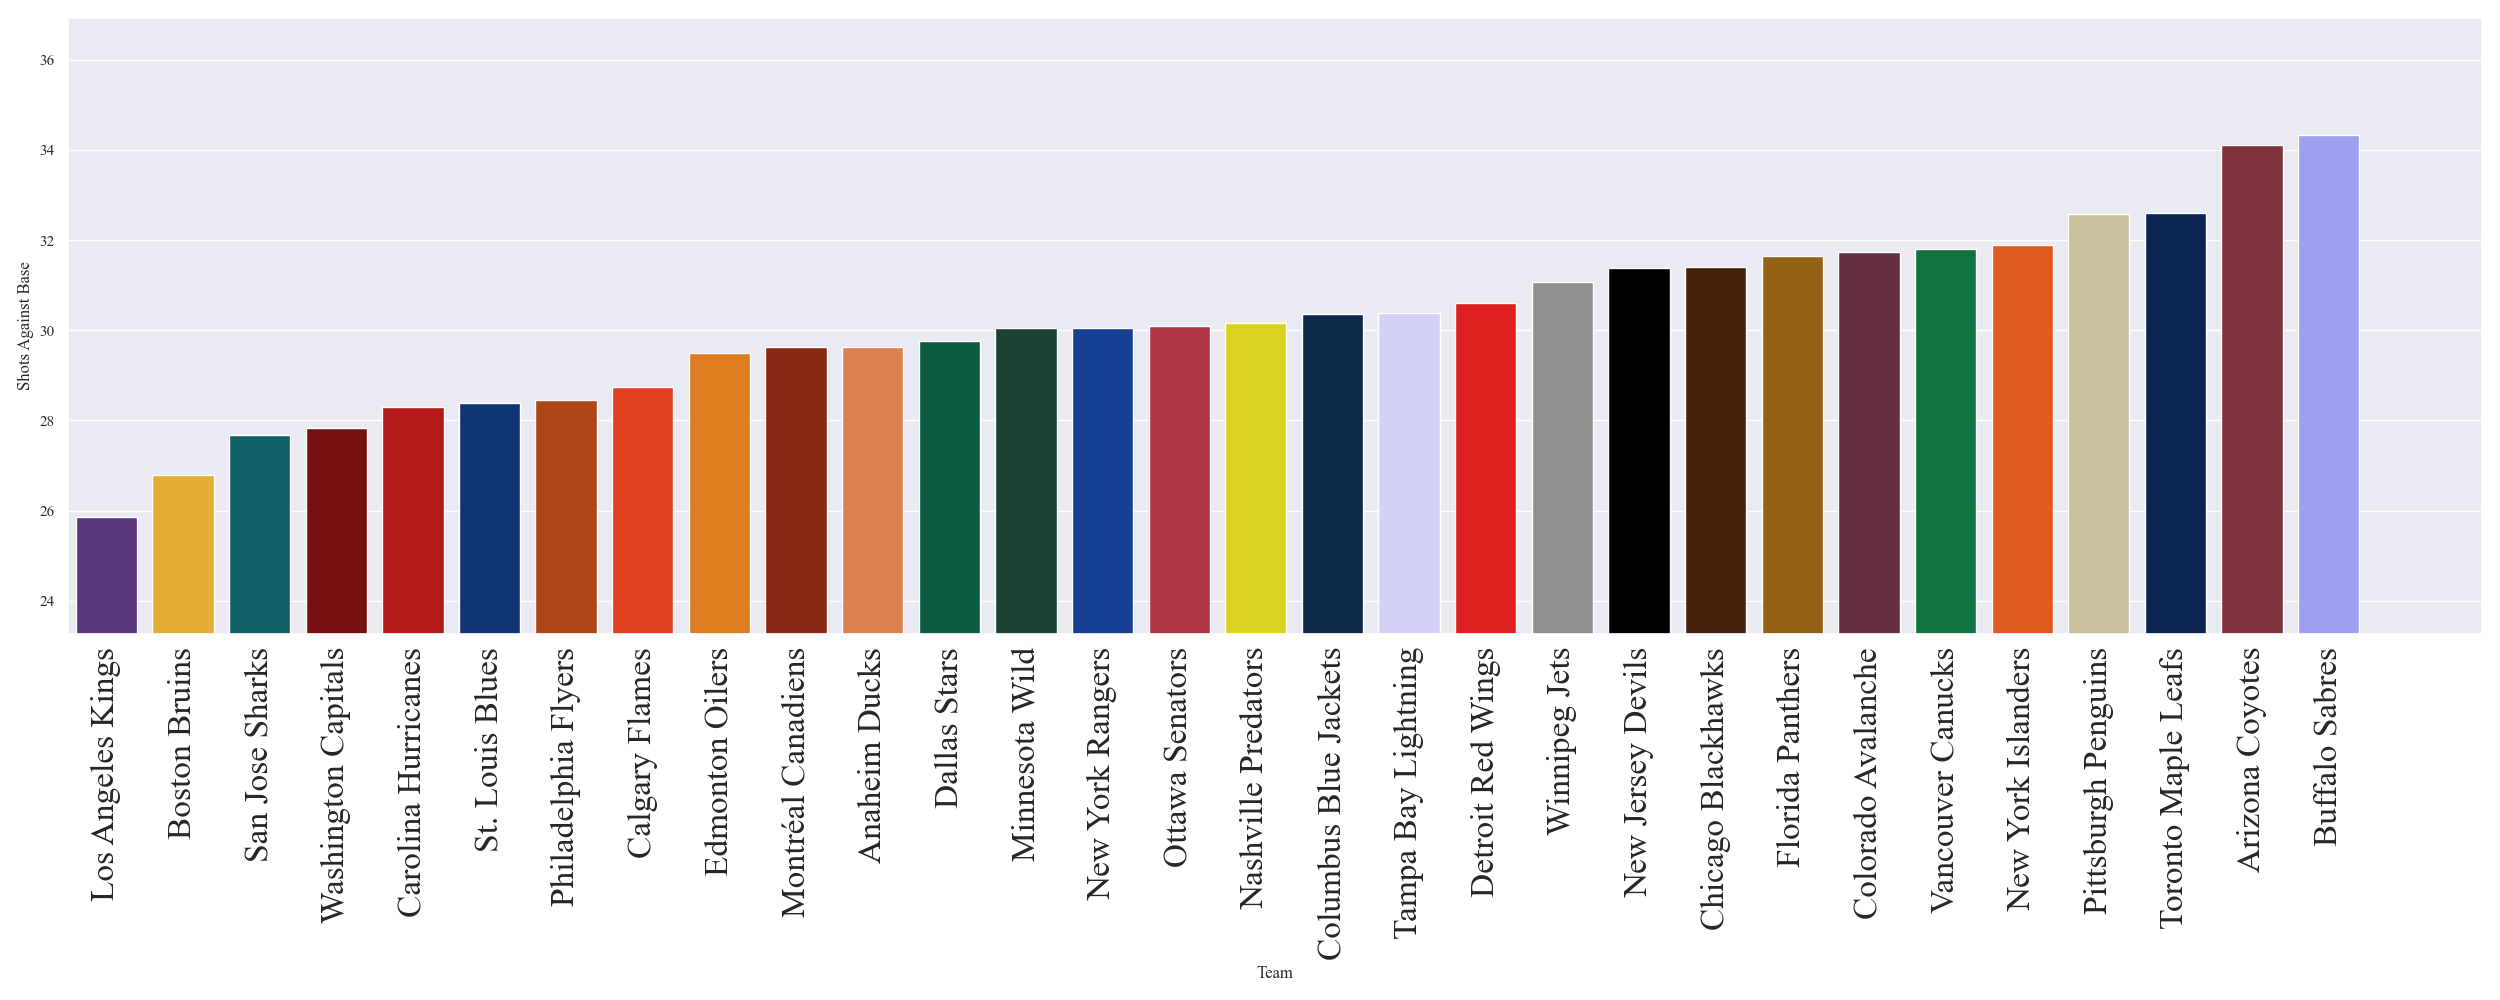 36
34
32
30
28
26
24
Shots Against Base
Los Angeles Kings
Boston Bruins
San Jose Sharks
Washington Capitals
Carolina Hurricanes
St. Louis Blues
Philadelphia Flyers
Calgary Flames
Edmonton Oilers
Montréal Canadiens
Anaheim Ducks
Dallas Stars
Minnesota Wild
New York Rangers
Ottawa Senators
Nashville Predators
Columbus Blue Jackets
Tampa Bay Lightning
Detroit Red Wings
Winnipeg Jets
New Jersey Devils
Chicago Blackhawks
Florida Panthers
Colorado Avalanche
Vancouver Canucks
New York Islanders
Pittsburgh Penguins
Toronto Maple Leafs
Arizona Coyotes
Buffalo Sabres
Team